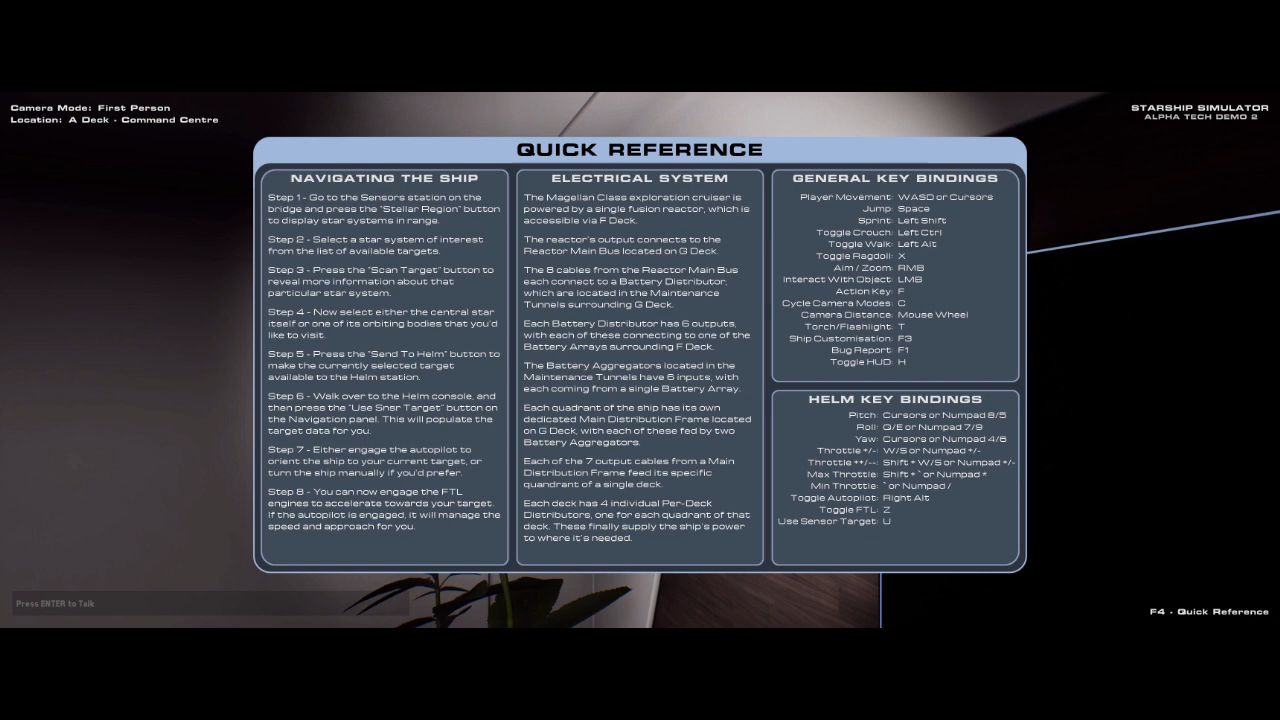 Camera Mode: First Person
Location: A Deck - Command Centre
STARSHIP SIMULATOR
ALPHA TECH DEMO 2
QUICK REFERENCE
NAVIGATING THE SHIP
Step 1 - Go to the Sensors station on the
bridge and press the "Stellar Region" button
to display star systems in range.
Step 2 - Select a star system of interest
from the list of available targets.
Step 3 - Press the "Scan Target" button to
reveal more information about that
particular star system.
Step 4 - Now select either the central star
itself or one of its orbiting bodies that you'd
like to visit.
Step 5 - Press the "Send To Helm" button to
make the currently selected target
available to the Helm station.
Step 6 - Walk over to the Helm console, and
then press the "Use Snsr Target" button on
the Navigation panel. This will populate the
target data for you.
Step 7 - Either engage the autopilot to
orient the ship to your current target, or
turn the ship manually if you'd prefer.
Step 8 - You can now engage the FTL
engines to accelerate towards your target.
If the autopilot is engaged, it will manage the
speed and approach for you.
ELECTRICAL SYSTEM
The Magellan Class exploration cruiser is
powered by a single fusion reactor, which is
accessible via F Deck.
The reactor's output connects to the
Reactor Main Bus located on G Deck.
The 8 cables from the Reactor Main Bus
each connect to a Battery Distributor,
which are located in the Maintenance
Tunnels surrounding G Deck.
Each Battery Distributor has 6 outputs,
with each of these connecting to one of the
Battery Arrays surrounding F Deck.
The Battery Aggregators located in the
Maintenance Tunnels have 6 inputs, with
each coming from a single Battery Array.
Each quadrant of the ship has its own
dedicated Main Distribution Frame located
on G Deck, with each of these fed by two
Battery Aggregators.
Each of the 7 output cables from a Main
Distribution Frame feed its specific
quandrant of a single deck.
Each deck has 4 individual Per-Deck
Distributors, one for each quadrant of that
deck. These finally supply the ship's power
to where it's needed.
GENERAL KEY BINDINGS
Player Movement: WASD or Cursors
Jump: Space
Sprint: Left Shift
Toggle Crouch: Left Ctrl
Toggle Walk: Left Alt
Toggle Ragdoll: X
Aim / Zoom: RMB
Interact With Object: LMB
Action Key: F
Cycle Camera Modes: C
Camera Distance: Mouse Wheel
Torch/Flashlight: T
Ship Customisation: F3
Bug Report: F1
Toggle HUD: H
HELM KEY BINDINGS
Pitch: Cursors or Numpad 8/5
Roll: Q/E or Numpad 7/9
Yaw: Cursors or Numpad 4/6
Throttle +/-: W/S or Numpad +/-
Throttle ++/--: Shift + W/S or Numpad +/-
Max Throttle: Shift + ` or Numpad *
Min Throttle: ` or Numpad /
Toggle Autopilot: Right Alt
Toggle FTL: Z
Use Sensor Target: U
Press ENTER to Talk
F4 - Quick Reference